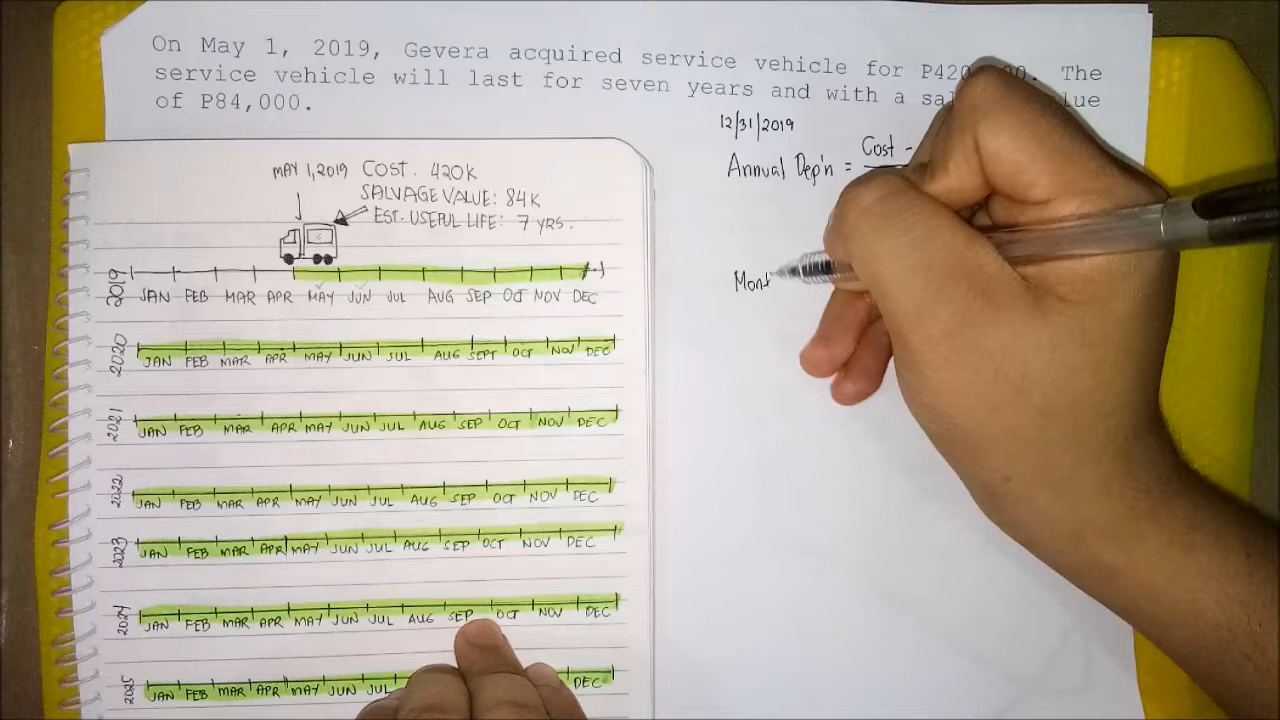 On May 1, 2019, Gevera acquired service vehicle for The
service vehicle will last for seven years and with a
of P84,000.
12/31/2019
Annual Dep'n = Cost -
MAY 1, 2019 COST: 420K
SALVAGE VALUE: 84K
EST. USEFUL LIFE: 7 YRS.
2019
JAN FEB MAR APR MAY JUN JUL AUG SEP OCT NOV DEC
2020
JAN FEB MAR APR MAY JUN JUL AUG SEPT OCT NOV DEC
2021
JAN FEB MAR APR MAY JUN JUL AUG SEP OCT NOV DEC
2022
JAN FEB MAR APR MAY JUN JUL AUG SEP OCT NOV DEC
2023
JAN FEB MAR APR MAY JUN JUL AUG SEP OCT NOV DEC
2024
JAN FEB MAR APR MAY JUN JUL AUG SEP OCT NOV DEC
2025
JAN FEB MAR APR MAY JUN JUL DEC